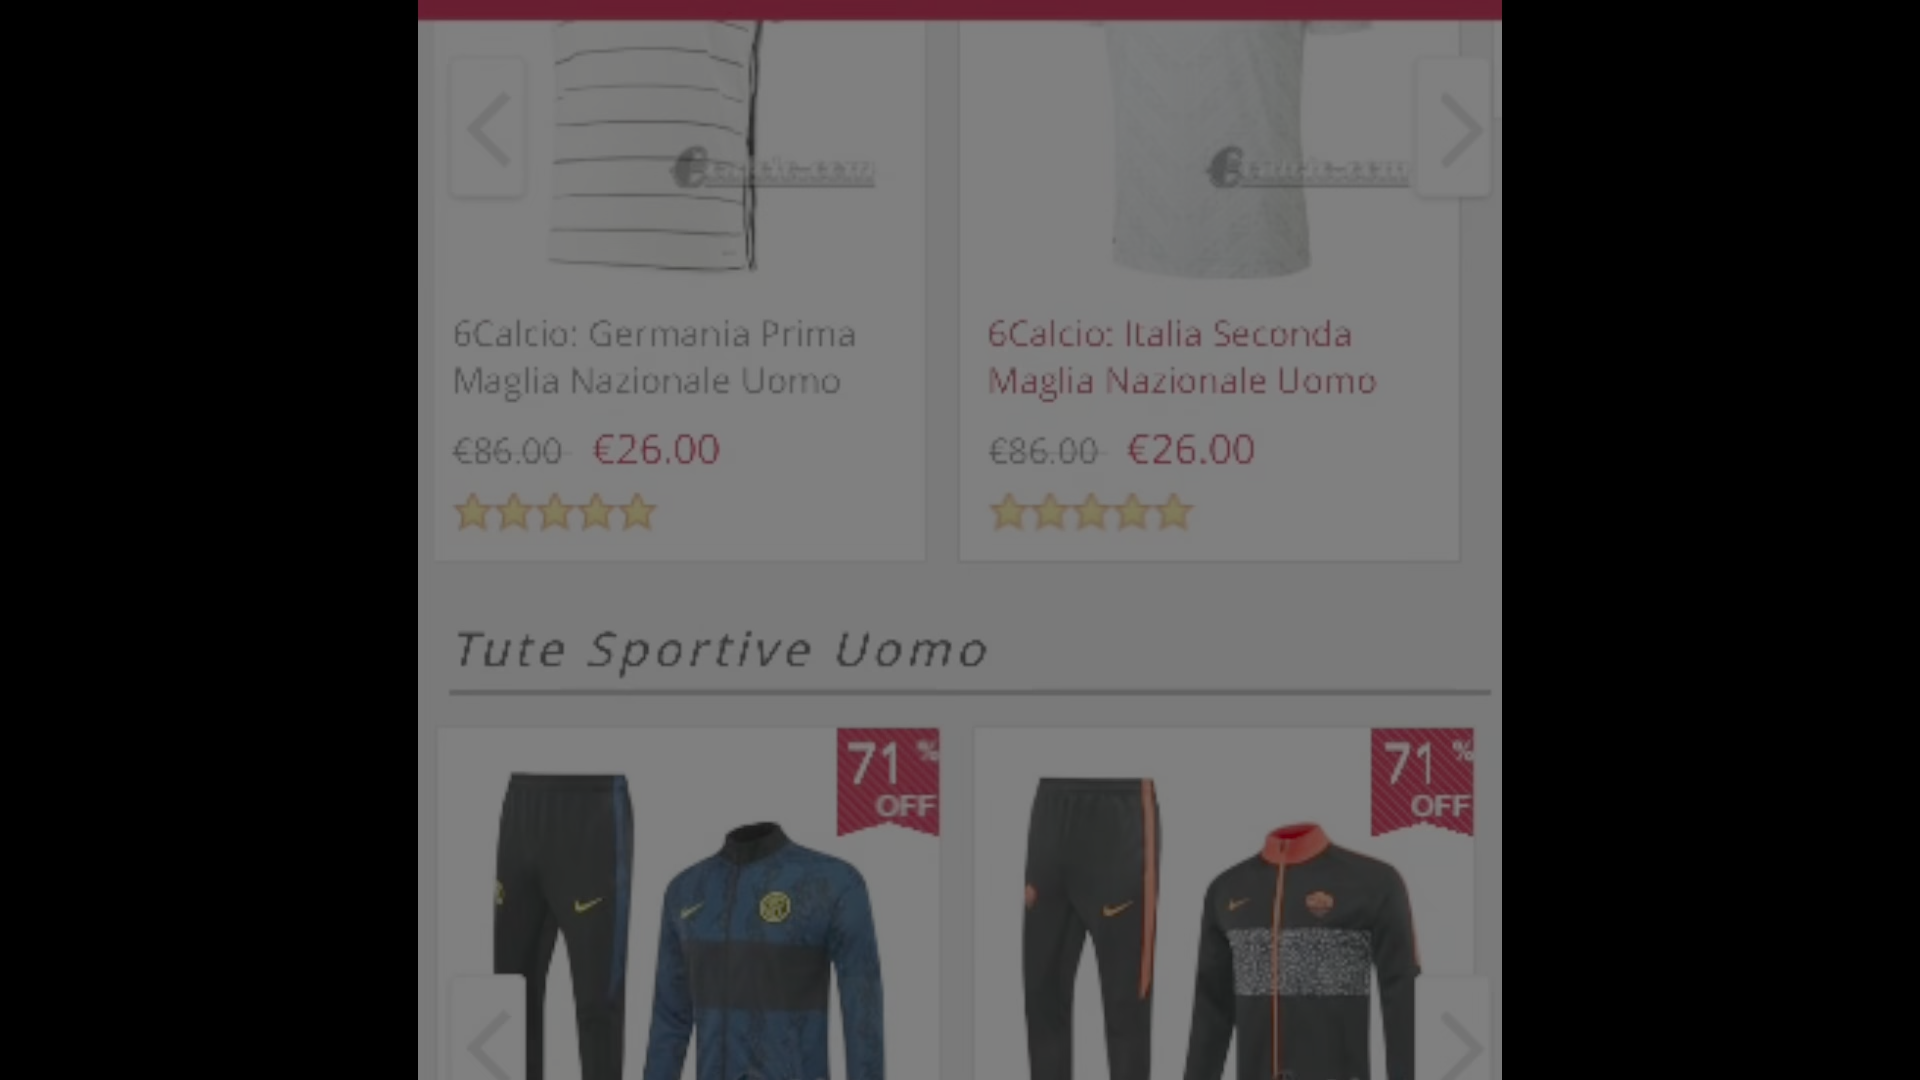 6Calcio: Germania Prima
Maglia Nazionale Uomo
€86.00 €26.00
6Calcio: Italia Seconda
Maglia Nazionale Uomo
€86.00 €26.00
Tute Sportive Uomo
71%
OFF
71%
OFF